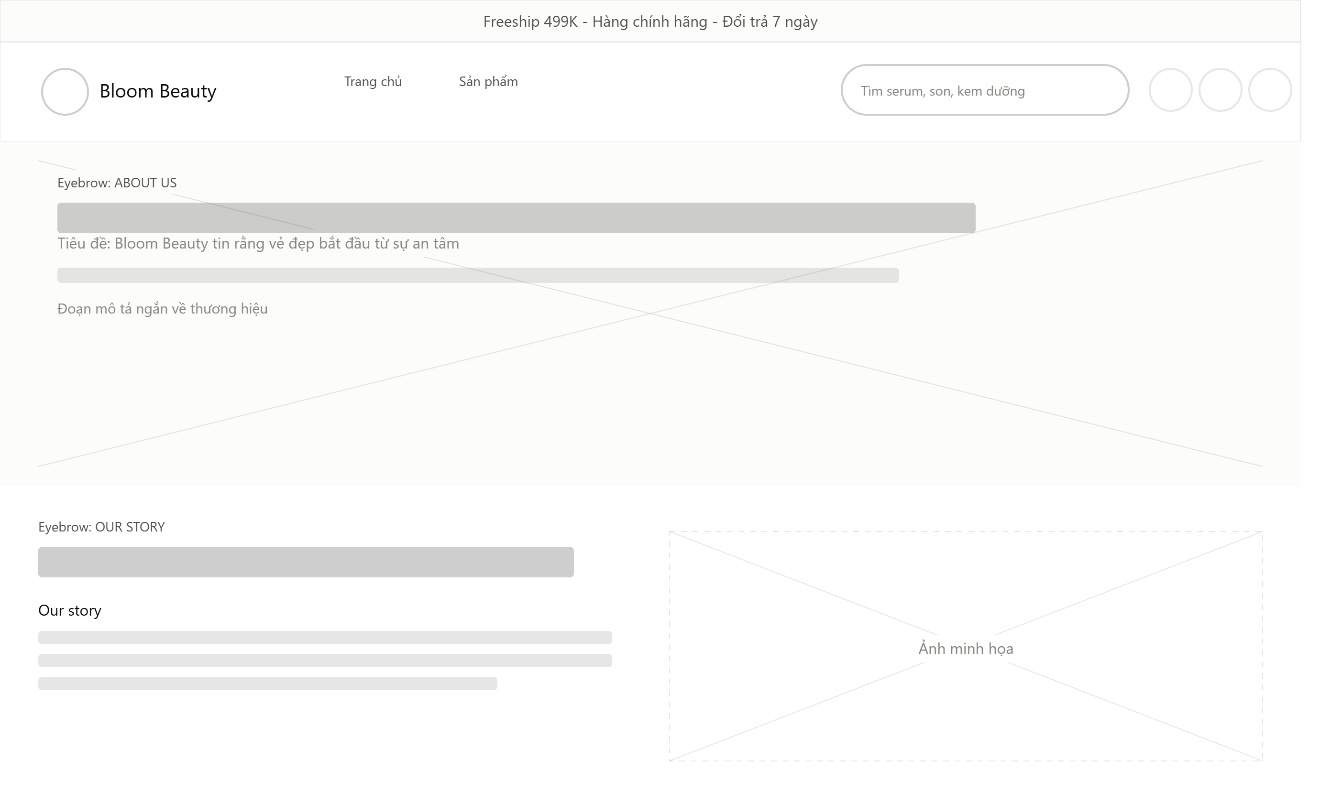 Freeship 499K - Hàng chính hãng - Đổi trả 7 ngày
Bloom Beauty
Trang chủ
Sản phẩm
Tìm serum, son, kem dưỡng
Eyebrow: ABOUT US
Tiêu đề: Bloom Beauty tin rằng vẻ đẹp bắt đầu từ sự an tâm
Đoạn mô tả ngắn về thương hiệu
Eyebrow: OUR STORY
Our story
Ảnh minh họa